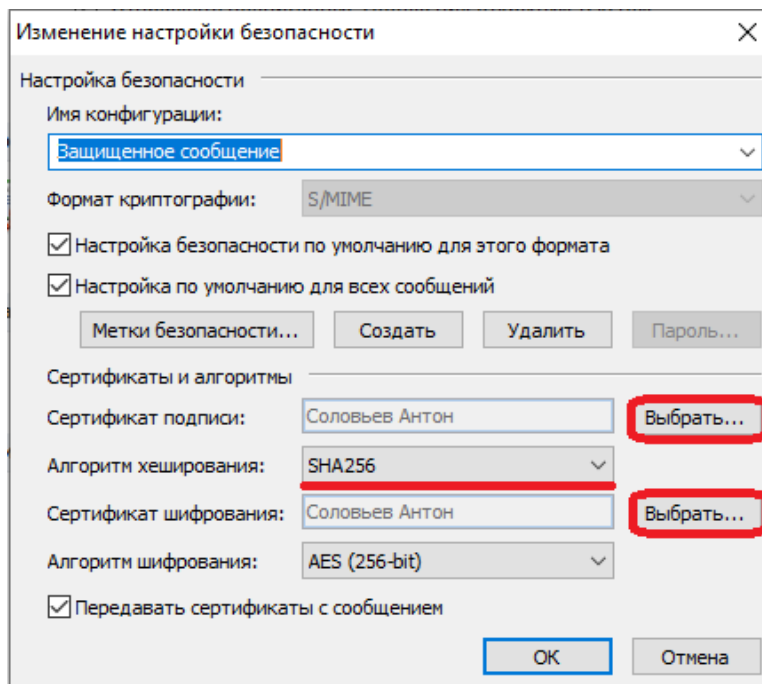 Изменение настройки безопасности
Настройка безопасности
Имя конфигурации:
Защищенное сообщение
Формат криптографии: S/MIME
Настройка безопасности по умолчанию для этого формата
Настройка по умолчанию для всех сообщений
Метки безопасности... Создать Удалить Пароль...
Сертификаты и алгоритмы
Сертификат подписи: Соловьев Антон Выбрать...
Алгоритм хеширования: SHA256
Сертификат шифрования: Соловьев Антон Выбрать...
Алгоритм шифрования: AES (256-bit)
Передавать сертификаты с сообщением
ОК Отмена